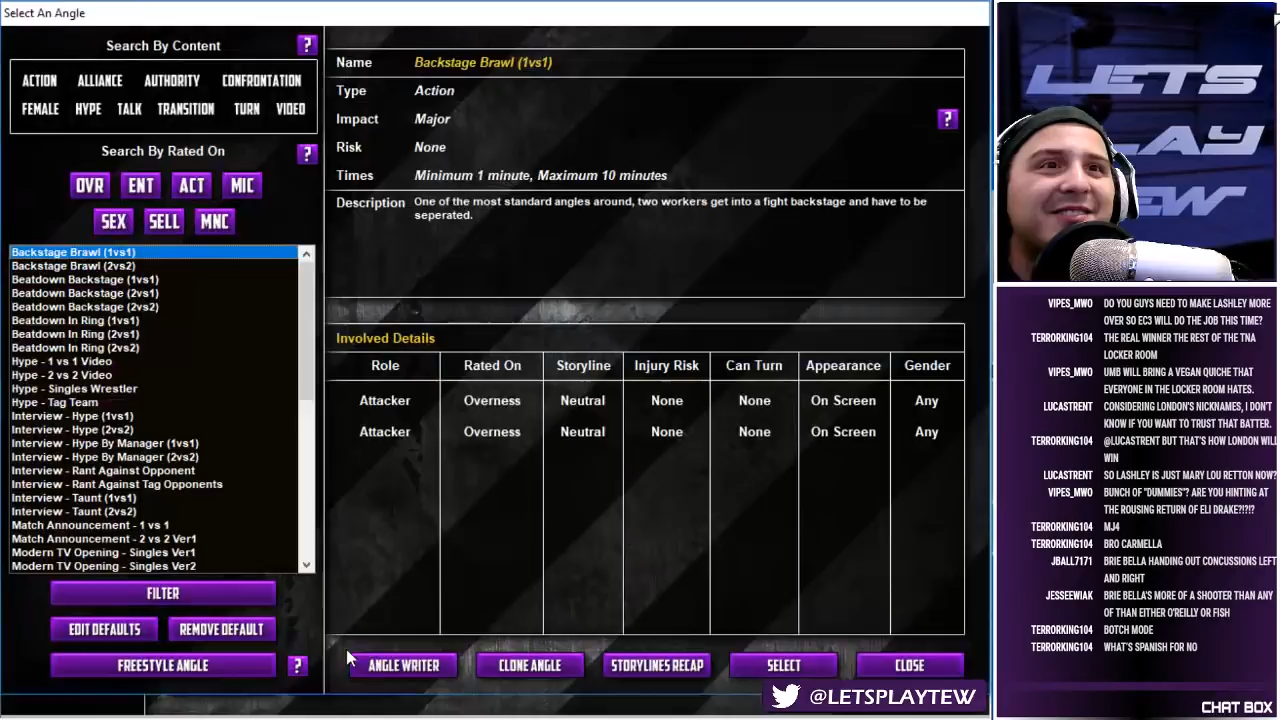 Select An Angle
Search By Content
?
ACTION ALLIANCE AUTHORITY CONFRONTATION
FEMALE HYPE TALK TRANSITION TURN VIDEO
Search By Rated On
?
OVR ENT ACT MIC
SEX SELL MNC
Backstage Brawl (1vs1)
Backstage Brawl (2vs2)
Beatdown Backstage (1vs1)
Beatdown Backstage (2vs1)
Beatdown Backstage (2vs2)
Beatdown In Ring (1vs1)
Beatdown In Ring (2vs1)
Beatdown In Ring (2vs2)
Hype - 1 vs 1 Video
Hype - 2 vs 2 Video
Hype - Singles Wrestler
Hype - Tag Team
Interview - Hype (1vs1)
Interview - Hype (2vs2)
Interview - Hype By Manager (1vs1)
Interview - Hype By Manager (2vs2)
Interview - Rant Against Opponent
Interview - Rant Against Tag Opponents
Interview - Taunt (1vs1)
Interview - Taunt (2vs2)
Match Announcement - 1 vs 1
Match Announcement - 2 vs 2 Ver1
Modern TV Opening - Singles Ver1
Modern TV Opening - Singles Ver2
FILTER
EDIT DEFAULTS REMOVE DEFAULT
FREESTYLE ANGLE ?
Name Backstage Brawl (1vs1)
Type Action
Impact Major ?
Risk None
Times Minimum 1 minute, Maximum 10 minutes
Description One of the most standard angles around, two workers get into a fight backstage and have to be
seperated.
Involved Details
Role Rated On Storyline Injury Risk Can Turn Appearance Gender
Attacker Overness Neutral None None On Screen Any
Attacker Overness Neutral None None On Screen Any
ANGLE WRITER CLONE ANGLE STORYLINES RECAP SELECT CLOSE
@LETSPLAYTEW
LETS
PLAY
TEW
VIPES_MWO DO YOU GUYS NEED TO MAKE LASHLEY MORE
OVER SO EC3 WILL DO THE JOB THIS TIME?
TERRORKING104 THE REAL WINNER THE REST OF THE TNA
LOCKER ROOM
VIPES_MWO UMB WILL BRING A VEGAN QUICHE THAT
EVERYONE IN THE LOCKER ROOM HATES.
LUCASTRENT CONSIDERING LONDON'S NICKNAMES, I DON'T
KNOW IF YOU WANT TO TRUST THAT BATTER.
TERRORKING104 @LUCASTRENT BUT THAT'S HOW LONDON WILL
WIN
LUCASTRENT SO LASHLEY IS JUST MARY LOU RETTON NOW?
VIPES_MWO BUNCH OF "DUMMIES"? ARE YOU HINTING AT
THE ROUSING RETURN OF ELI DRAKE?!?!?
TERRORKING104 MJ4
TERRORKING104 BRO CARMELLA
JBALL7171 BRIE BELLA HANDING OUT CONCUSSIONS LEFT
AND RIGHT
JESSEEWIAK BRIE BELLA'S MORE OF A SHOOTER THAN ANY
OF THAN EITHER O'REILLY OR FISH
TERRORKING104 BOTCH MODE
TERRORKING104 WHAT'S SPANISH FOR NO
CHAT BOX